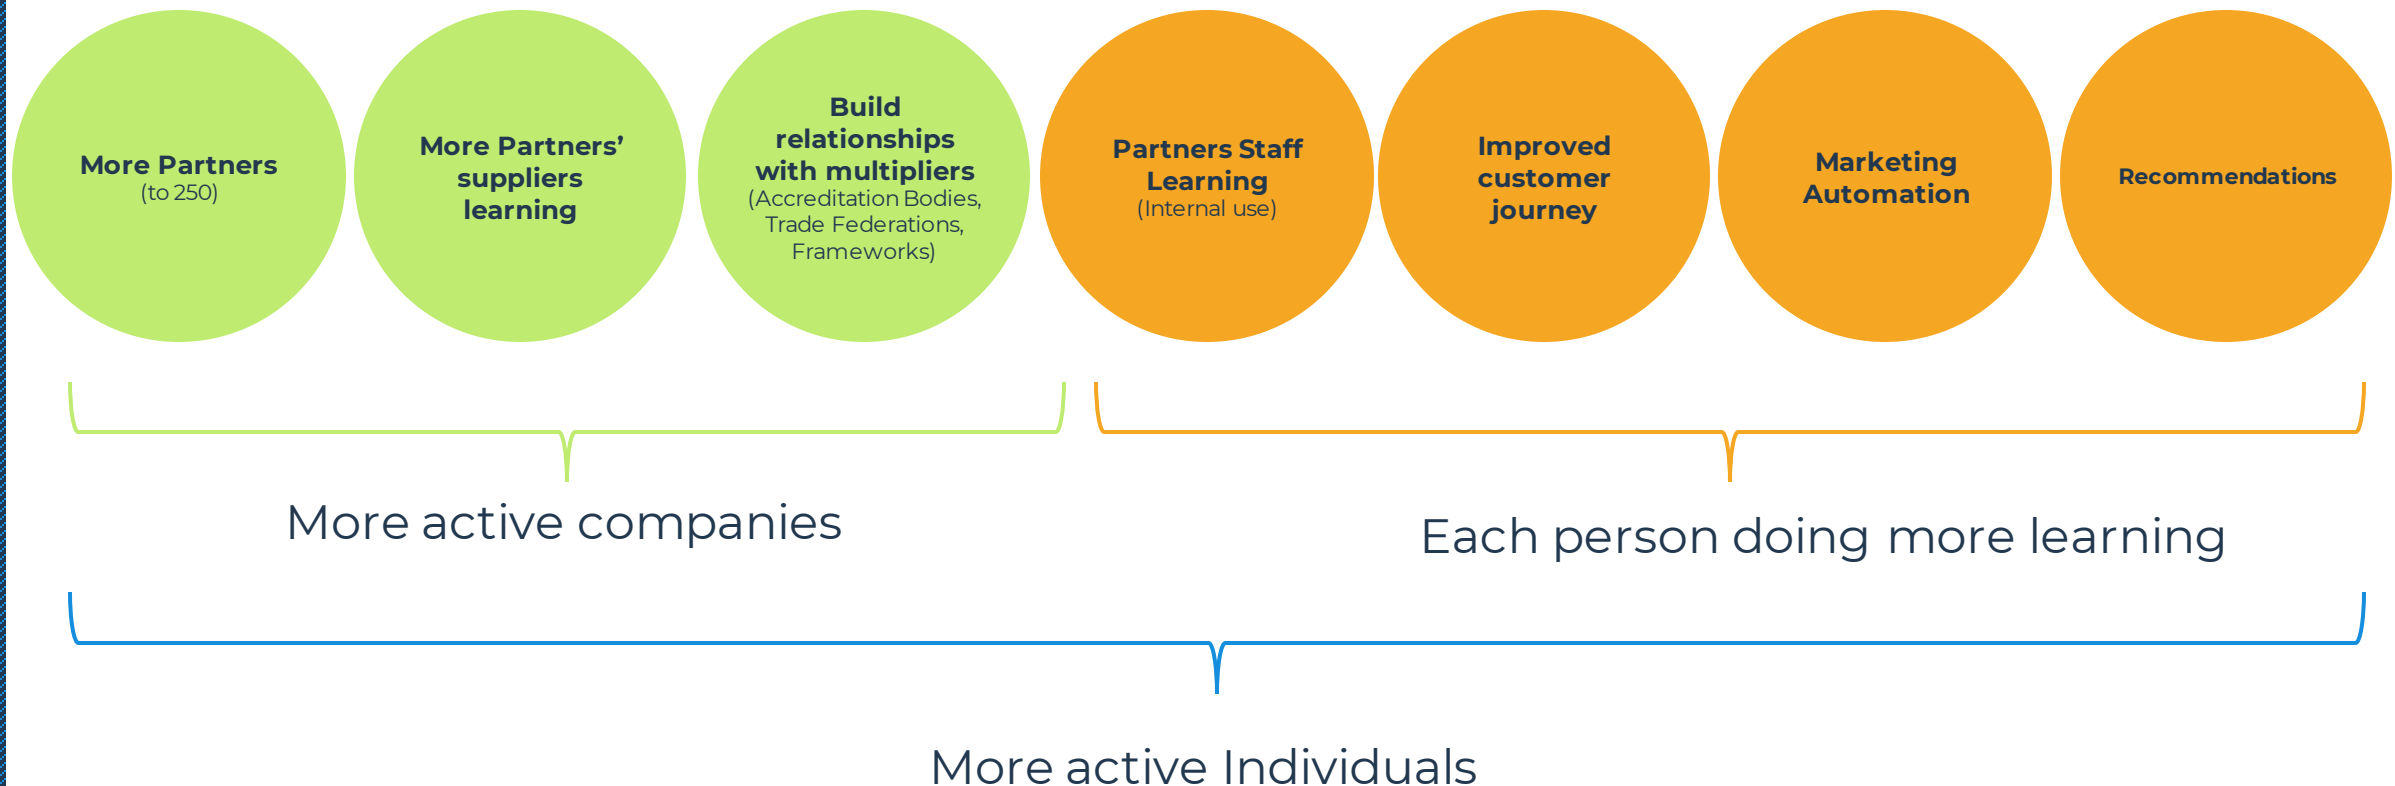 More Partners
(to 250)
More Partners’
suppliers
learning
Build
relationships
with multipliers
(Accreditation Bodies,
Trade Federations,
Frameworks)
Partners Staff
Learning
(Internal use)
Improved
customer
journey
Marketing
Automation
Recommendations
More active companies
Each person doing more learning
More active Individuals